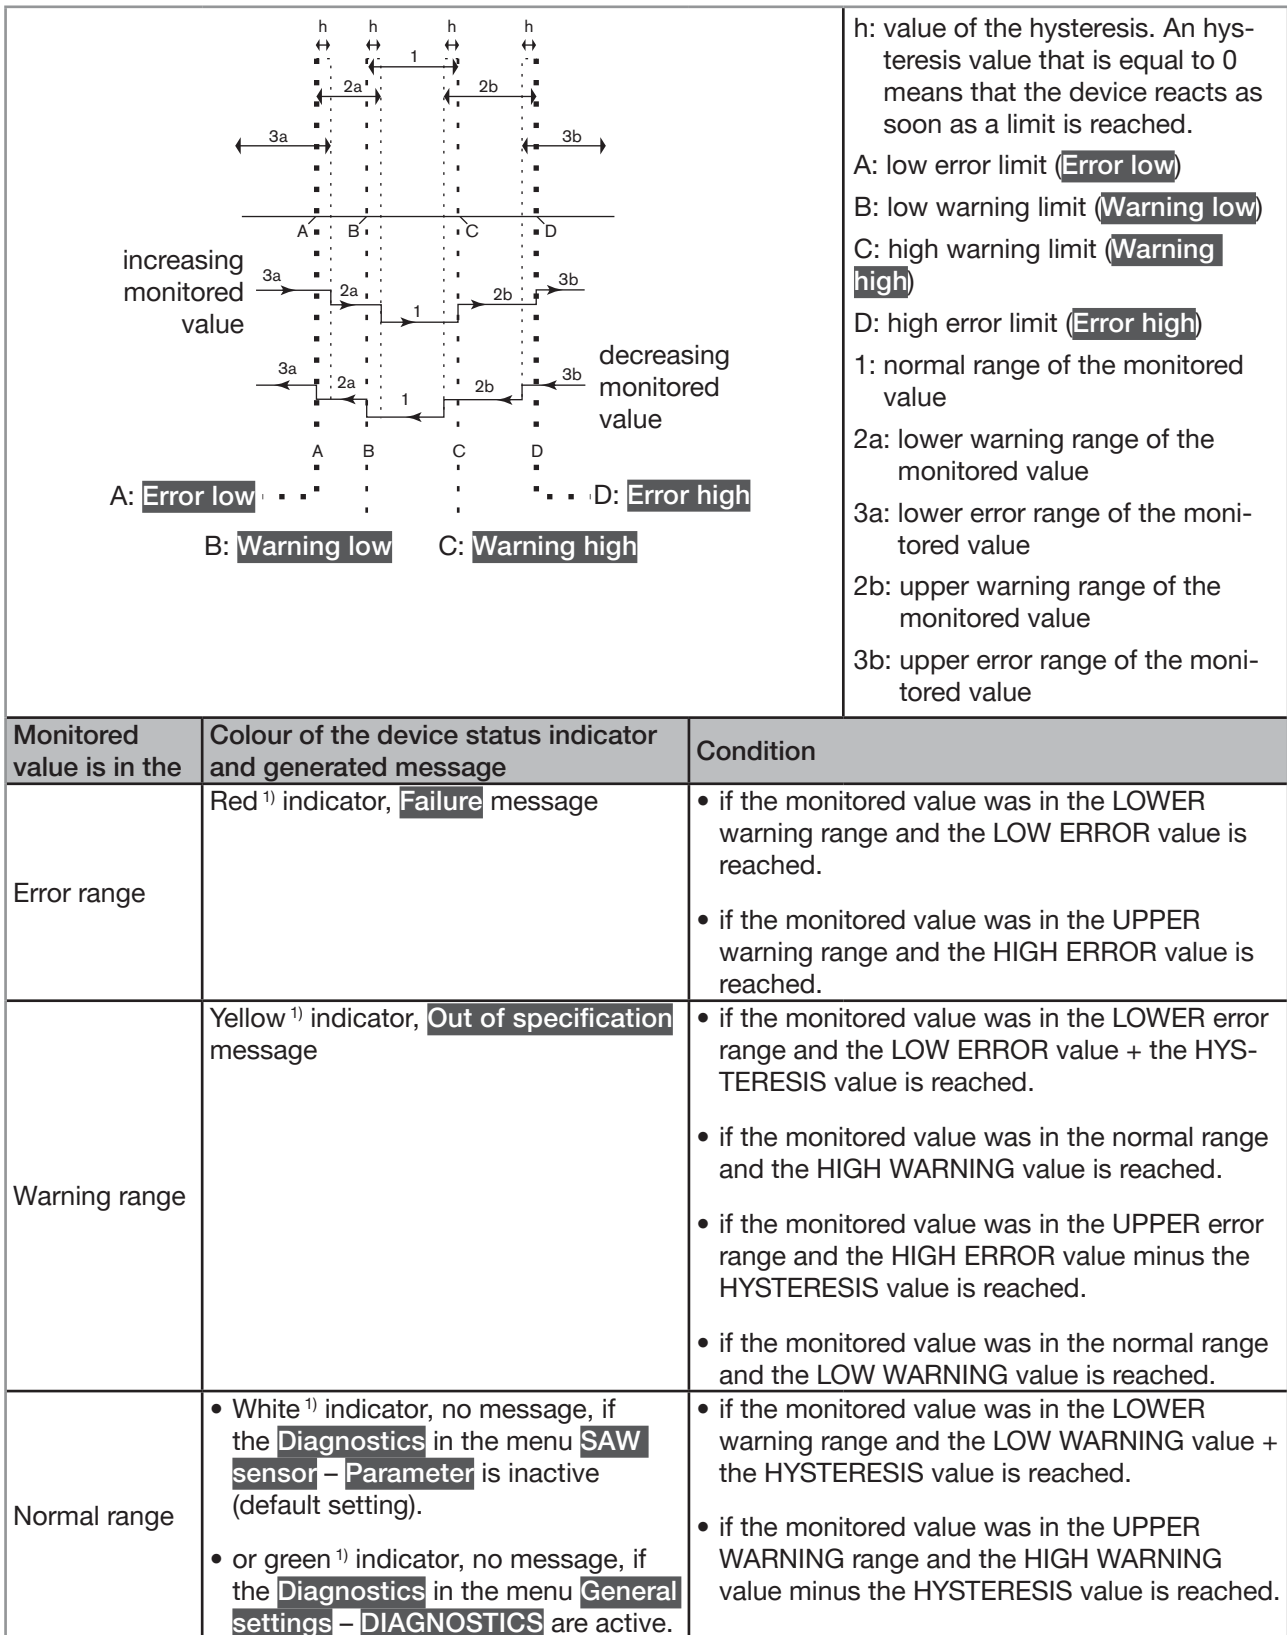 h h h h
1
2a 2b
3a 3b
A B C D
increasing
monitored
value
3a 2a 1 2b 3b
decreasing
monitored
value
3a 2a 1 2b 3b
A B C D
A: Error low
D: Error high
B: Warning low C: Warning high
h: value of the hysteresis. An hys-
teresis value that is equal to 0
means that the device reacts as
soon as a limit is reached.
A: low error limit (Error low)
B: low warning limit (Warning low)
C: high warning limit (Warning
high)
D: high error limit (Error high)
1: normal range of the monitored
value
2a: lower warning range of the
monitored value
3a: lower error range of the moni-
tored value
2b: upper warning range of the
monitored value
3b: upper error range of the moni-
tored value
Monitored
value is in the
Colour of the device status indicator
and generated message
Condition
Error range
Red 1) indicator, Failure message
• if the monitored value was in the LOWER
warning range and the LOW ERROR value is
reached.
• if the monitored value was in the UPPER
warning range and the HIGH ERROR value is
reached.
Warning range
Yellow 1) indicator, Out of specification
message
• if the monitored value was in the LOWER error
range and the LOW ERROR value + the HYS-
TERESIS value is reached.
• if the monitored value was in the normal range
and the HIGH WARNING value is reached.
• if the monitored value was in the UPPER error
range and the HIGH ERROR value minus the
HYSTERESIS value is reached.
• if the monitored value was in the normal range
and the LOW WARNING value is reached.
Normal range
• White 1) indicator, no message, if
the Diagnostics in the menu SAW
sensor – Parameter is inactive
(default setting).
• or green 1) indicator, no message, if
the Diagnostics in the menu General
settings – DIAGNOSTICS are active.
• if the monitored value was in the LOWER
warning range and the LOW WARNING value +
the HYSTERESIS value is reached.
• if the monitored value was in the UPPER
WARNING range and the HIGH WARNING
value minus the HYSTERESIS value is reached.